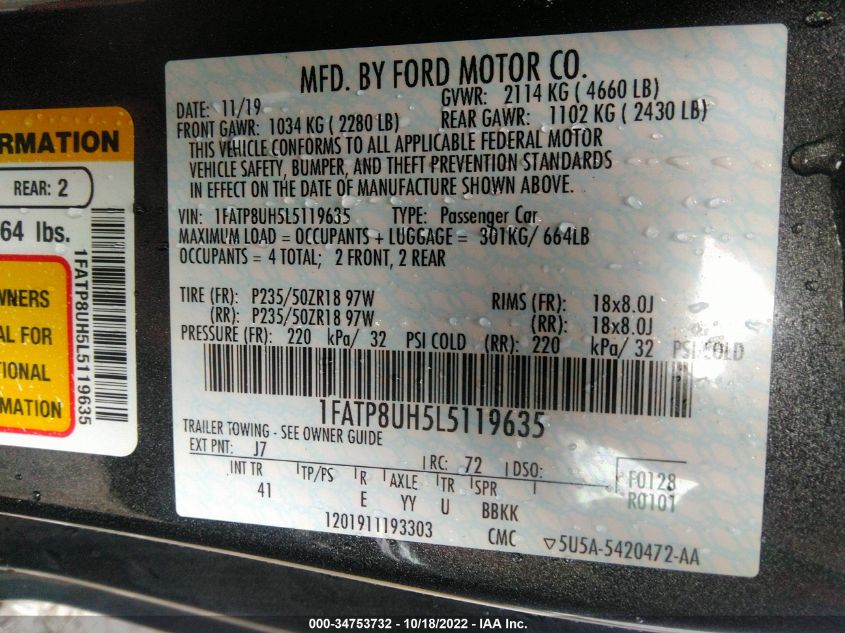 RMATION
REAR: 2
64 lbs.
1FATP8UH5L5119635
WNERS
AL FOR
TIONAL
RMATION
MFD. BY FORD MOTOR CO.
DATE: 11/19 GVWR: 2114 KG ( 4660 LB)
FRONT GAWR: 1034 KG ( 2280 LB) REAR GAWR: 1102 KG ( 2430 LB)
THIS VEHICLE CONFORMS TO ALL APPLICABLE FEDERAL MOTOR
VEHICLE SAFETY, BUMPER, AND THEFT PREVENTION STANDARDS
IN EFFECT ON THE DATE OF MANUFACTURE SHOWN ABOVE.
VIN: 1FATP8UH5L5119635 TYPE: Passenger Car
MAXIMUM LOAD = OCCUPANTS + LUGGAGE = 301KG/ 664LB
OCCUPANTS = 4 TOTAL; 2 FRONT, 2 REAR
TIRE (FR): P235/50ZR18 97W RIMS (FR): 18x8.0J
(RR): P235/50ZR18 97W (RR): 18x8.0J
PRESSURE (FR): 220 kPa/ 32 PSI COLD (RR): 220 kPa/ 32 PSI COLD
1FATP8UH5L5119635
TRAILER TOWING - SEE OWNER GUIDE
EXT PNT: J7 RC: 72 DSO: F0128
INT TR TP/PS R AXLE TR SPR R0101
41 E YY U BBKK
1201911193303 CMC ▽5U5A-5420472-AA
000-34753732 - 10/18/2022 - IAA Inc.